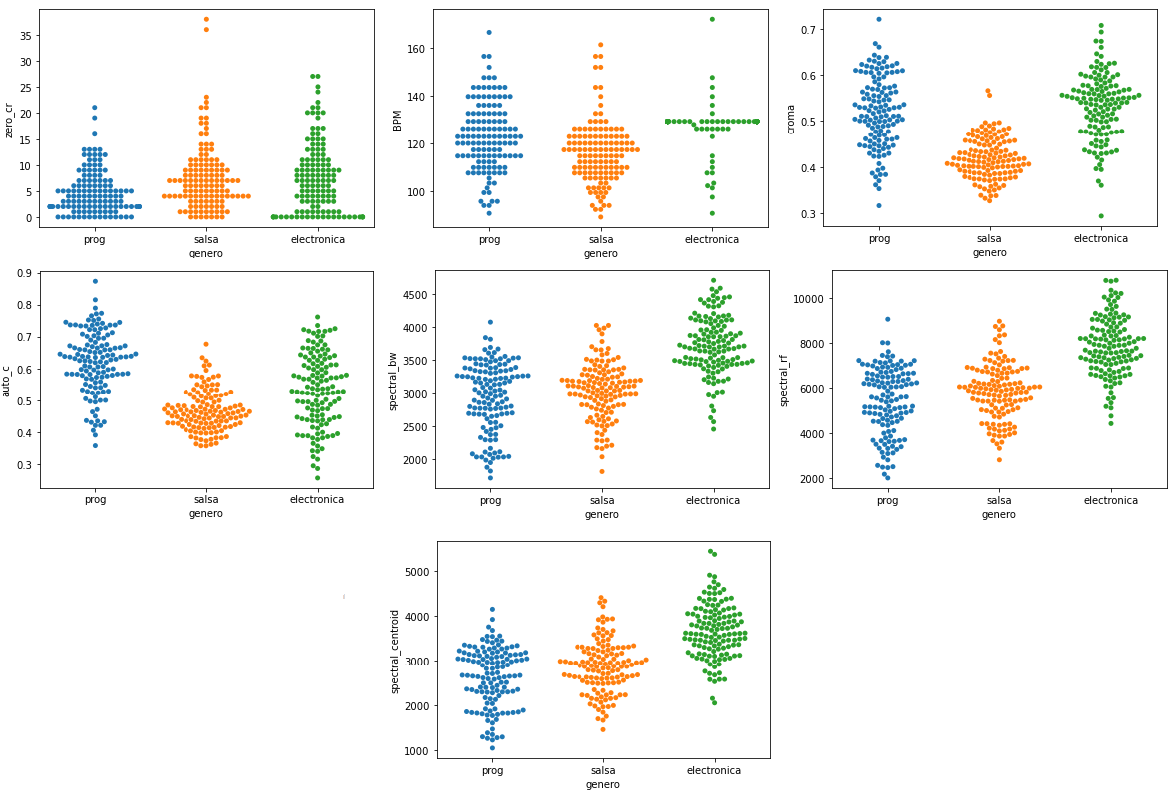 zero_cr
35
30
25
20
15
10
5
0
prog salsa electronica
genero
BPM
160
140
120
100
prog salsa electronica
genero
croma
0.7
0.6
0.5
0.4
0.3
prog salsa electronica
genero
auto_c
0.9
0.8
0.7
0.6
0.5
0.4
0.3
prog salsa electronica
genero
spectral_bw
4500
4000
3500
3000
2500
2000
prog salsa electronica
genero
spectral_rf
10000
8000
6000
4000
2000
prog salsa electronica
genero
spectral_centroid
5000
4000
3000
2000
1000
prog salsa electronica
genero